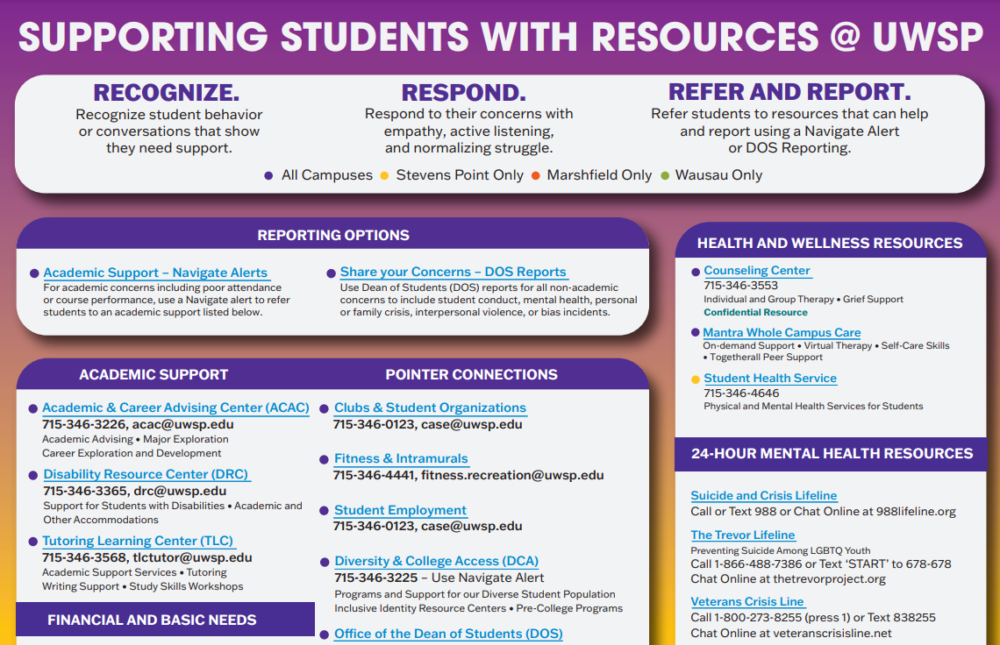 SUPPORTING STUDENTS WITH RESOURCES @ UWSP
RECOGNIZE.
Recognize student behavior
or conversations that show
they need support.
RESPOND.
Respond to their concerns with
empathy, active listening,
and normalizing struggle.
REFER AND REPORT.
Refer students to resources that can help
and report using a Navigate Alert
or DOS Reporting.
● All Campuses ● Stevens Point Only ● Marshfield Only ● Wausau Only
REPORTING OPTIONS
● Academic Support – Navigate Alerts
For academic concerns including poor attendance
or course performance, use a Navigate alert to refer
students to an academic support listed below.
● Share your Concerns – DOS Reports
Use Dean of Students (DOS) reports for all non-academic
concerns to include student conduct, mental health, personal
or family crisis, interpersonal violence, or bias incidents.
ACADEMIC SUPPORT
● Academic & Career Advising Center (ACAC)
715-346-3226, acac@uwsp.edu
Academic Advising • Major Exploration
Career Exploration and Development
● Disability Resource Center (DRC)
715-346-3365, drc@uwsp.edu
Support for Students with Disabilities • Academic and
Other Accommodations
● Tutoring Learning Center (TLC)
715-346-3568, tlctutor@uwsp.edu
Academic Support Services • Tutoring
Writing Support • Study Skills Workshops
FINANCIAL AND BASIC NEEDS
POINTER CONNECTIONS
● Clubs & Student Organizations
715-346-0123, case@uwsp.edu
● Fitness & Intramurals
715-346-4441, fitness.recreation@uwsp.edu
● Student Employment
715-346-0123, case@uwsp.edu
● Diversity & College Access (DCA)
715-346-3225 – Use Navigate Alert
Programs and Support for our Diverse Student Population
Inclusive Identity Resource Centers • Pre-College Programs
● Office of the Dean of Students (DOS)
HEALTH AND WELLNESS RESOURCES
● Counseling Center
715-346-3553
Individual and Group Therapy • Grief Support
Confidential Resource
● Mantra Whole Campus Care
On-demand Support • Virtual Therapy • Self-Care Skills
• Togetherall Peer Support
● Student Health Service
715-346-4646
Physical and Mental Health Services for Students
24-HOUR MENTAL HEALTH RESOURCES
Suicide and Crisis Lifeline
Call or Text 988 or Chat Online at 988lifeline.org
The Trevor Lifeline
Preventing Suicide Among LGBTQ Youth
Call 1-866-488-7386 or Text ‘START’ to 678-678
Chat Online at thetrevorproject.org
Veterans Crisis Line
Call 1-800-273-8255 (press 1) or Text 838255
Chat Online at veteranscrisisline.net